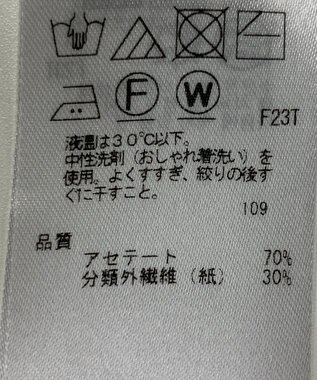 F W
F23T
液温は30℃以下。
中性洗剤(おしゃれ着洗い)を
使用。よくすすぎ、絞りの後す
ぐに干すこと。
109
品質
アセテート 70%
分類外繊維(紙) 30%